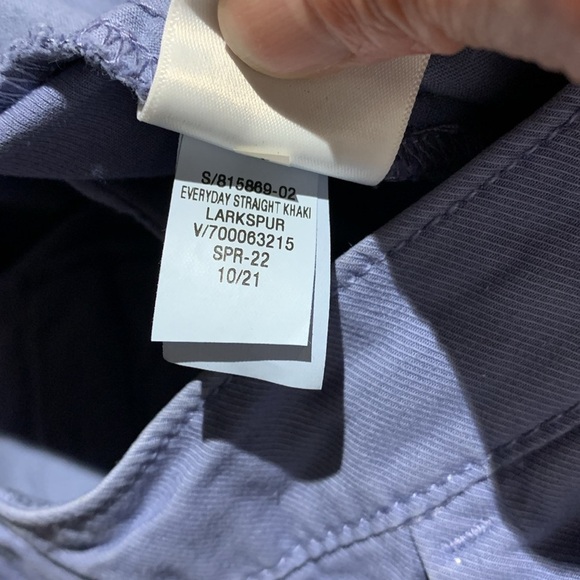 S/815869-02
EVERYDAY STRAIGHT KHAKI
LARKSPUR
V/700063215
SPR-22
10/21